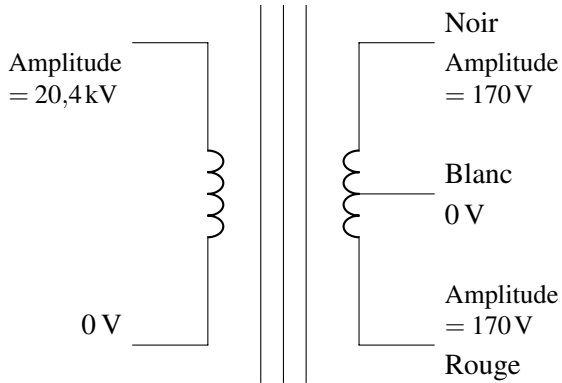 Amplitude
= 20,4 kV
0 V
Noir
Amplitude
= 170 V
Blanc
0 V
Amplitude
= 170 V
Rouge